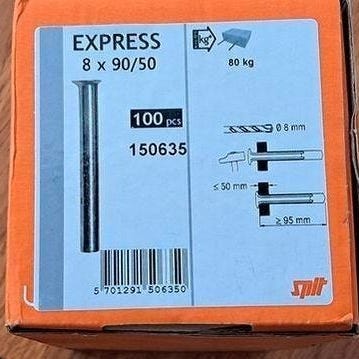 EXPRESS
8 x 90/50
kg
80 kg
100 pcs
150635
Ø 8 mm
≤ 50 mm
≥ 95 mm
5 701291 506350
spit